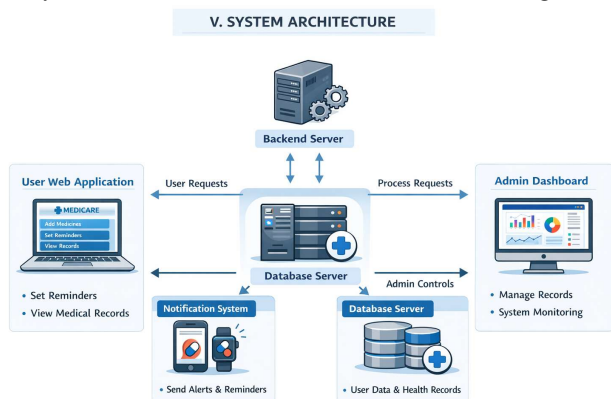 V. SYSTEM ARCHITECTURE
Backend Server
User Web Application
MEDICARE
Add Medicines
Set Reminders
View Records
• Set Reminders
• View Medical Records
User Requests
Process Requests
Database Server
Admin Controls
Admin Dashboard
• Manage Records
• System Monitoring
Notification System
• Send Alerts & Reminders
Database Server
• User Data & Health Records